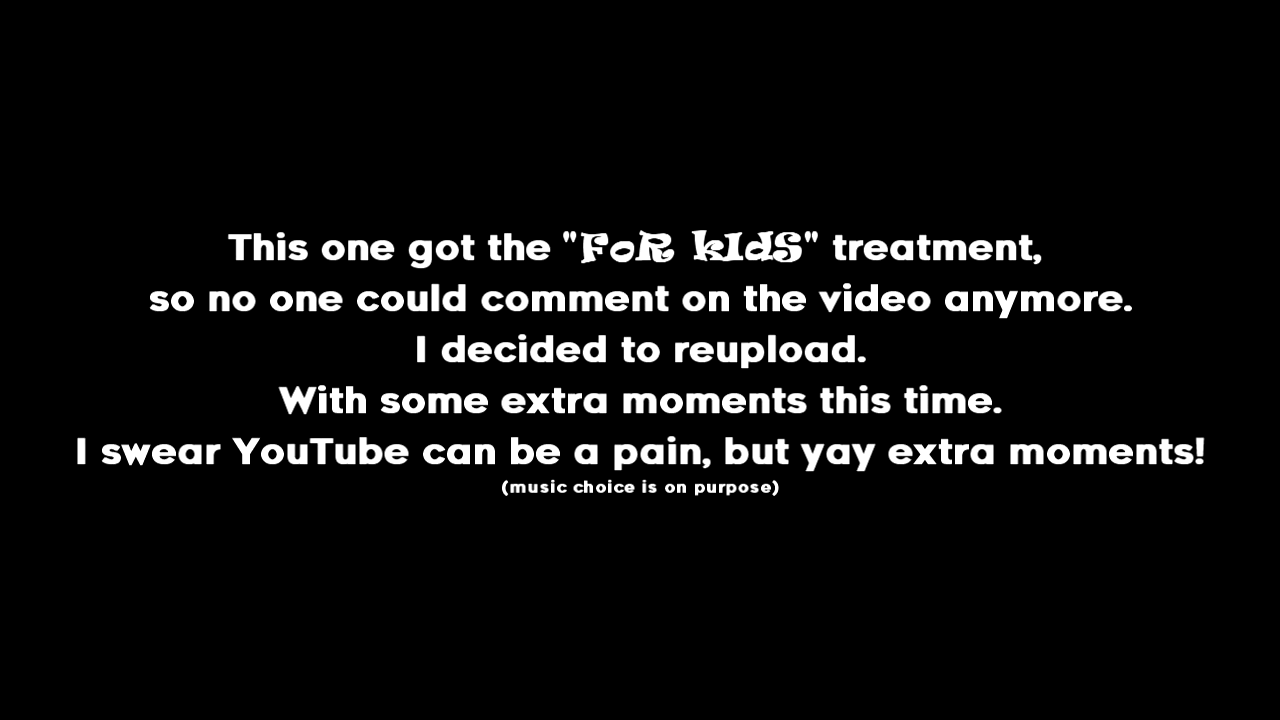 This one got the "FoR kIdS" treatment,
so no one could comment on the video anymore.
I decided to reupload.
With some extra moments this time.
I swear YouTube can be a pain, but yay extra moments!
(music choice is on purpose)